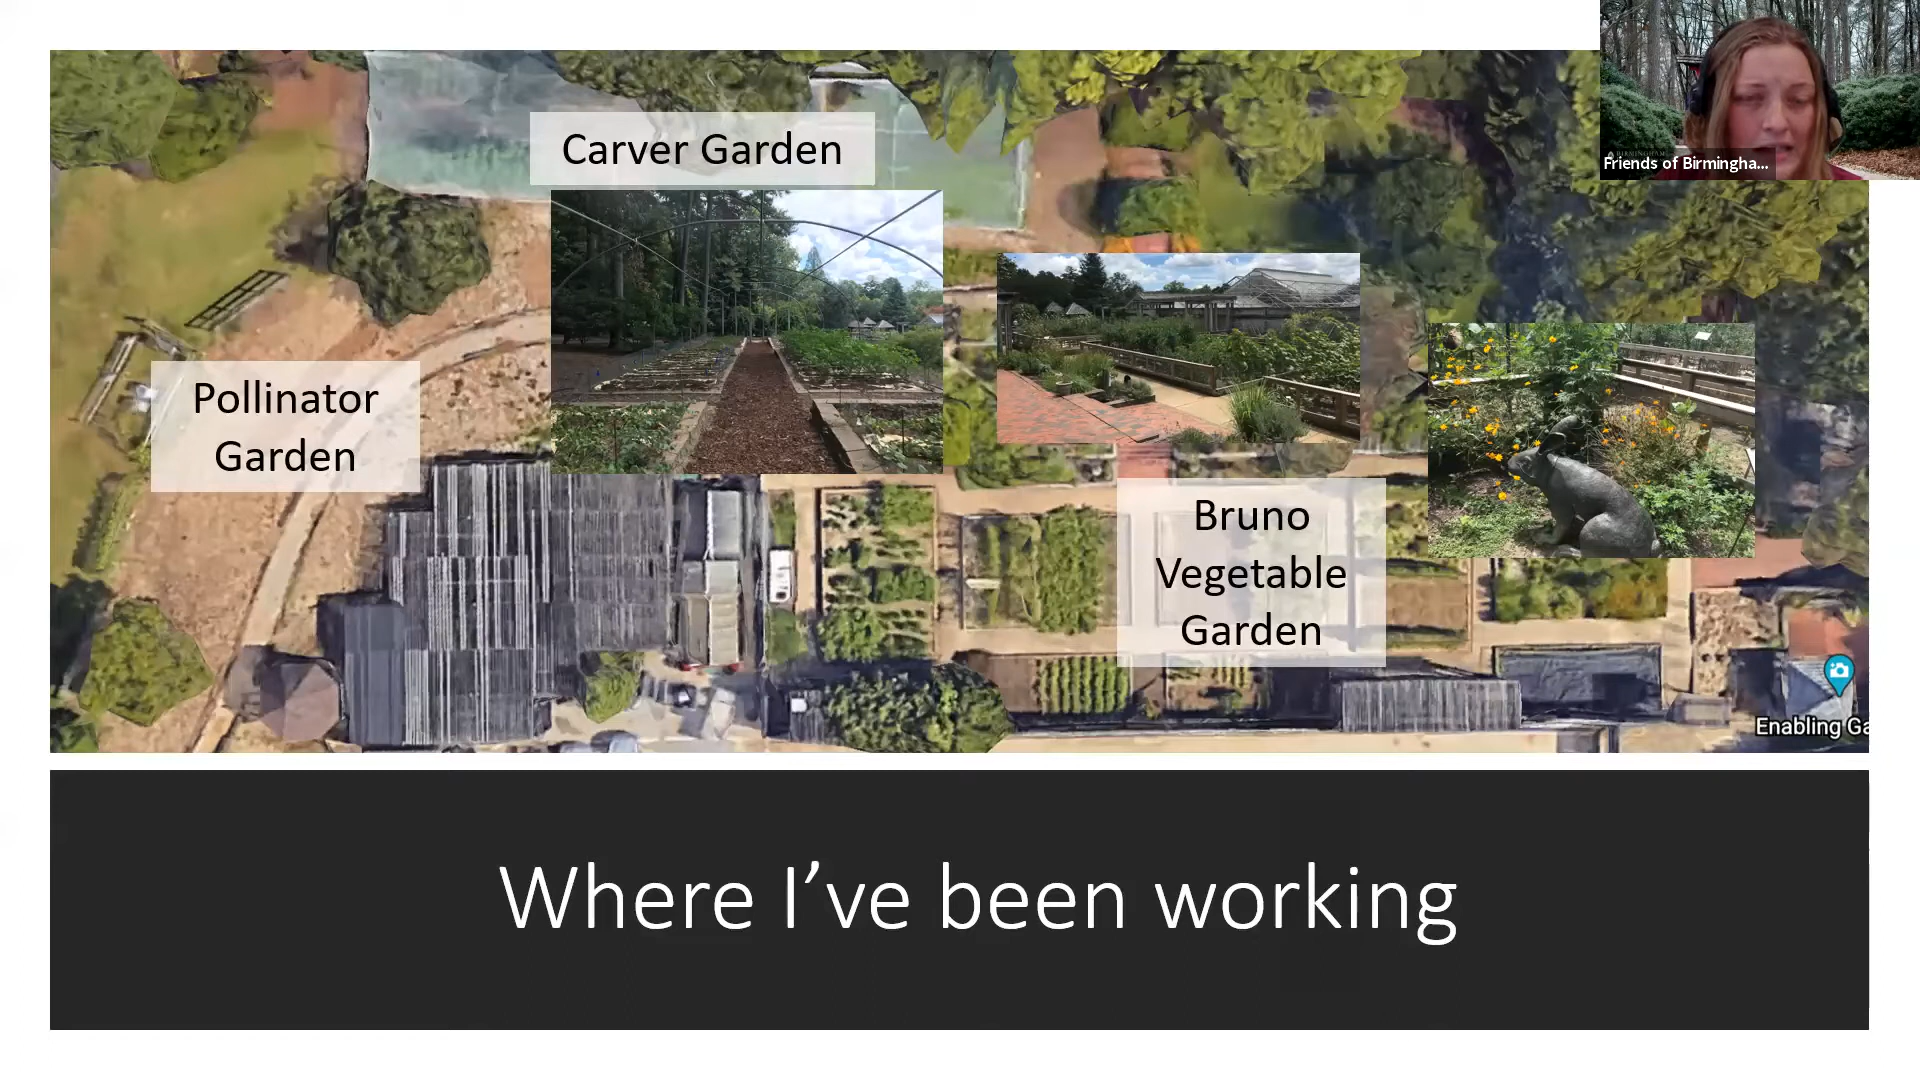 Friends of Birmingha...
Carver Garden
Pollinator
Garden
Bruno
Vegetable
Garden
Enabling Ga
Where I've been working